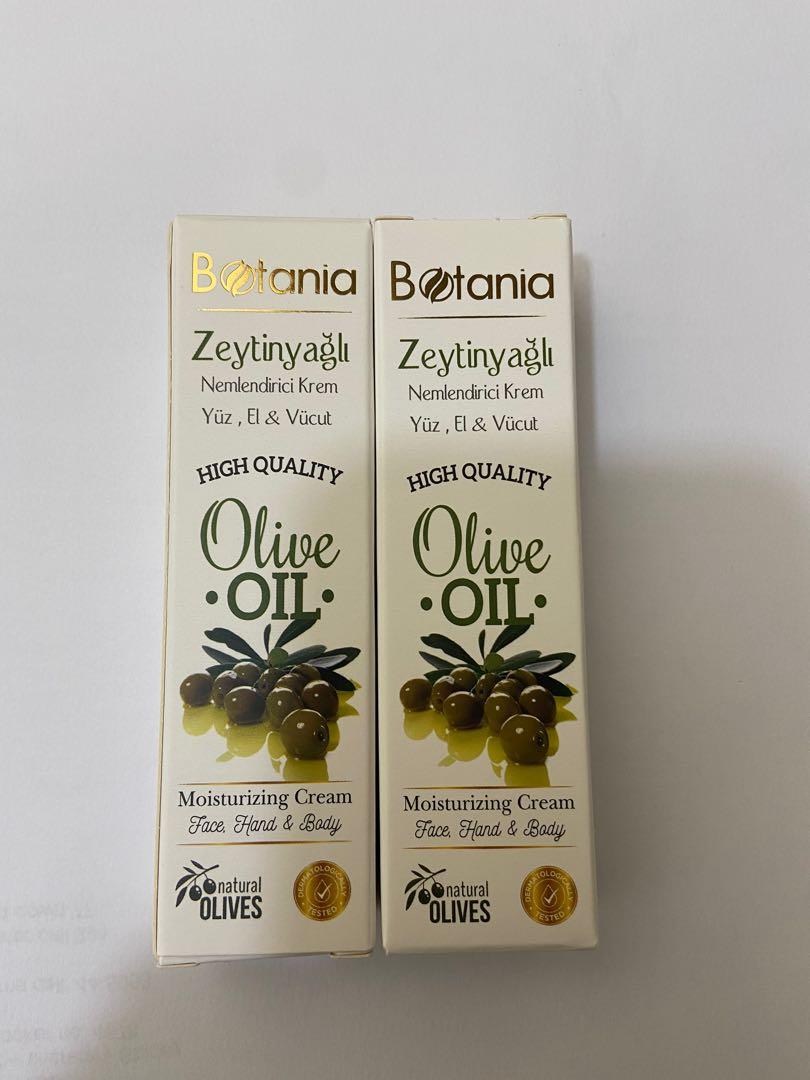 Botania
Zeytinyağlı
Nemlendirici Krem
Yüz , El & Vücut
HIGH QUALITY
Olive
•OIL•
Moisturizing Cream
Face, Hand & Body
natural
OLIVES
DERMATOLOGICALLY
TESTED
Botania
Zeytinyağlı
Nemlendirici Krem
Yüz , El & Vücut
HIGH QUALITY
Olive
•OIL•
Moisturizing Cream
Face, Hand & Body
natural
OLIVES
DERMATOLOGICALLY
TESTED